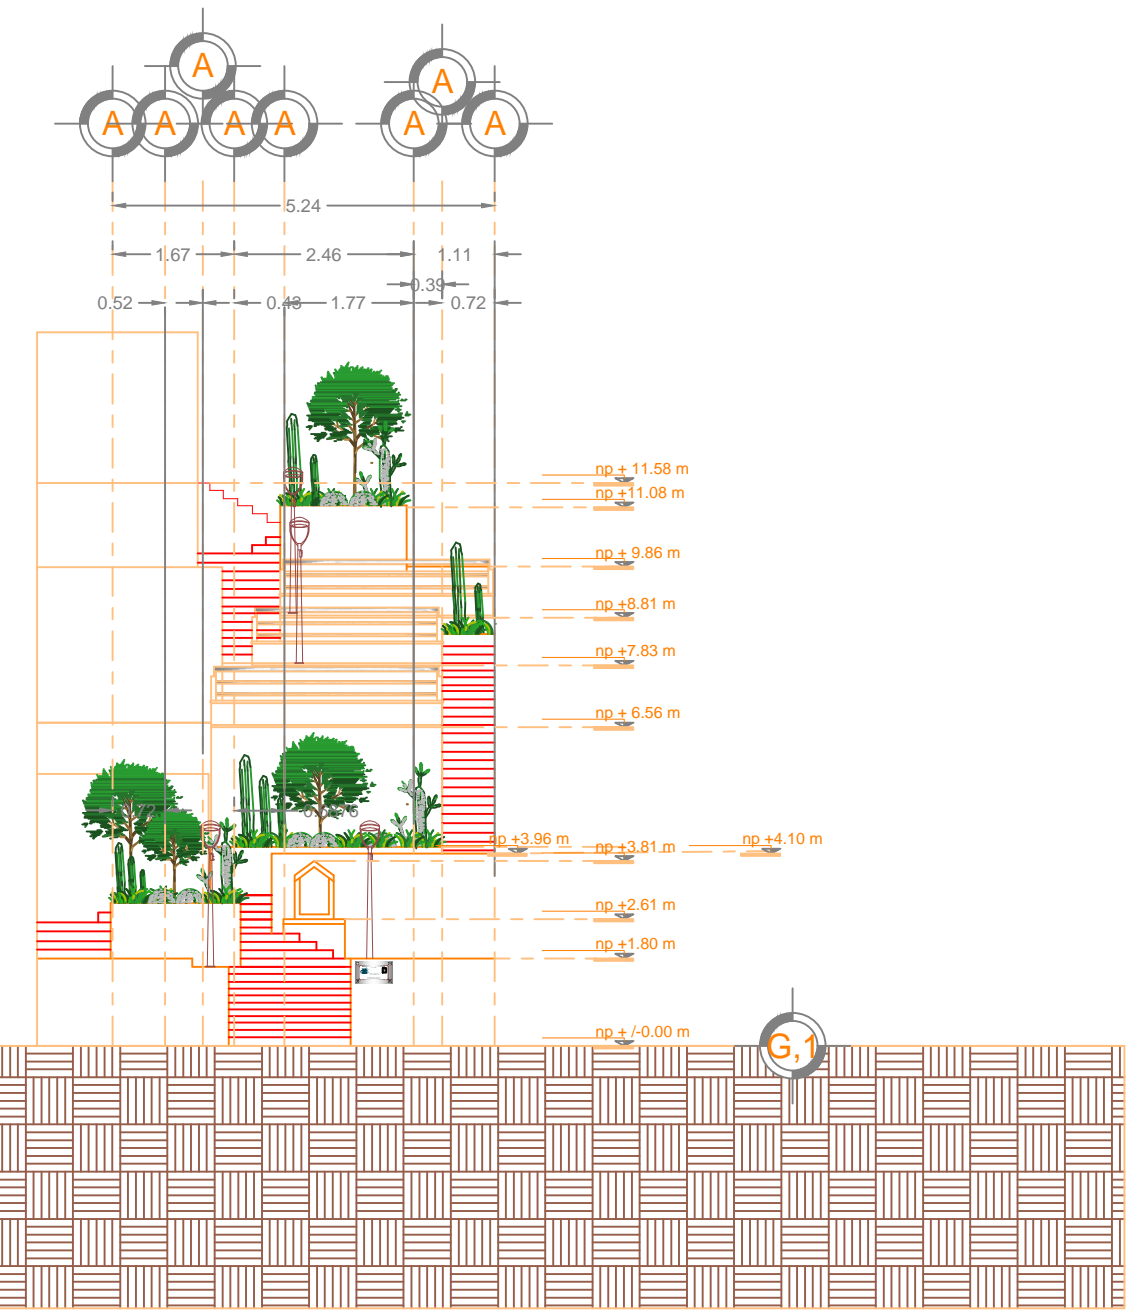 A
A
A
A
A
A
A
A
A
5.24
1.67
2.46
1.11
0.39
0.52
0.43
1.77
0.72
np + 11.58 m
np +11.08 m
np + 9.86 m
np +8.81 m
np +7.83 m
np + 6.56 m
np +3.96 m
np +3.81 m
np +4.10 m
np +2.61 m
np +1.80 m
np + /-0.00 m
G,1